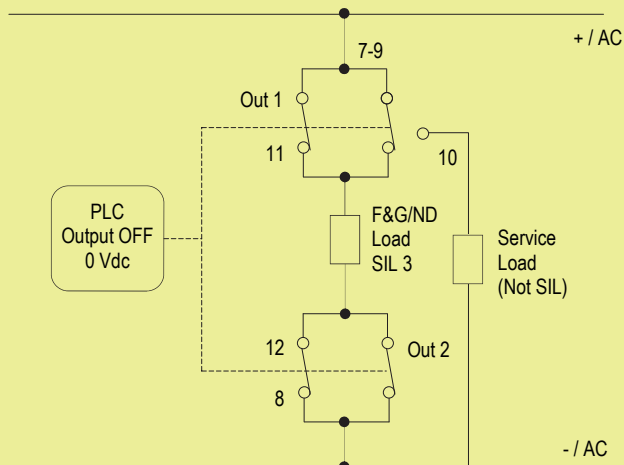 + / AC
7-9
Out 1
11
10
PLC
Output OFF
0 Vdc
F&G/ND
Load
SIL 3
Service
Load
(Not SIL)
12
Out 2
8
- / AC